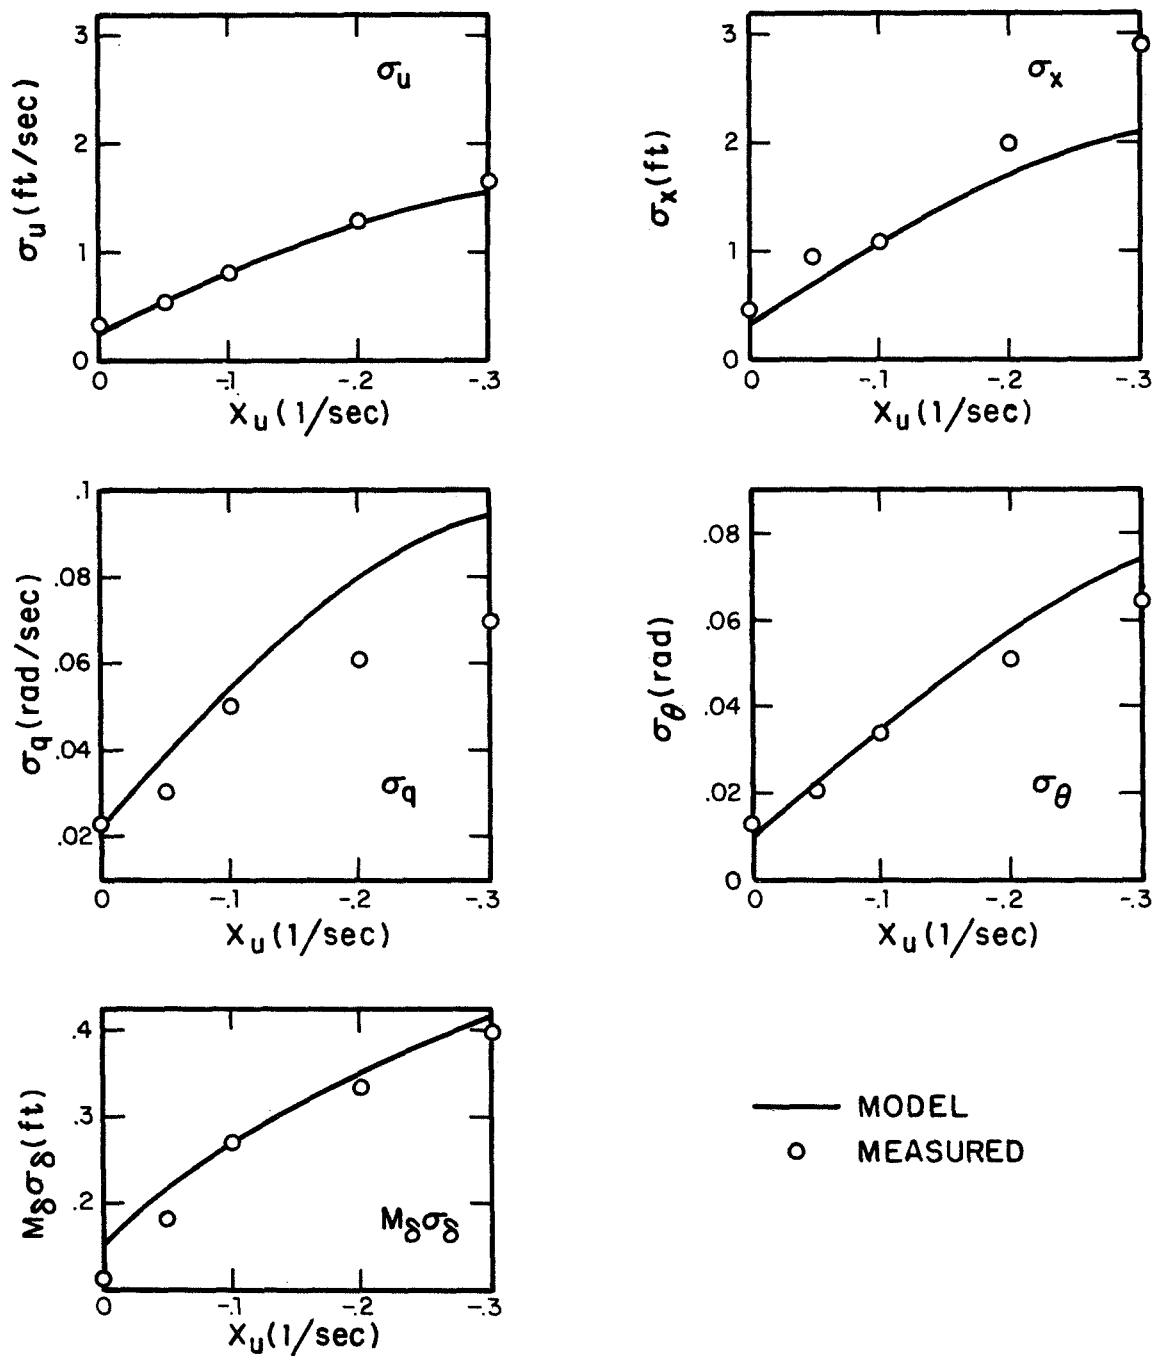 3
2
1
0
σu (ft/sec)
σu
0 -.1 -.2 -.3
Xu (1/sec)
3
2
1
0
σx (ft)
σx
0 -.1 -.2 -.3
Xu (1/sec)
.1
.08
.06
.04
.02
σq (rad/sec)
σq
0 -.1 -.2 -.3
Xu (1/sec)
.08
.06
.04
.02
0
σθ (rad)
σθ
0 -.1 -.2 -.3
Xu (1/sec)
.4
.3
.2
Mδσδ (ft)
Mδσδ
0 -.1 -.2 -.3
Xu (1/sec)
MODEL
MEASURED